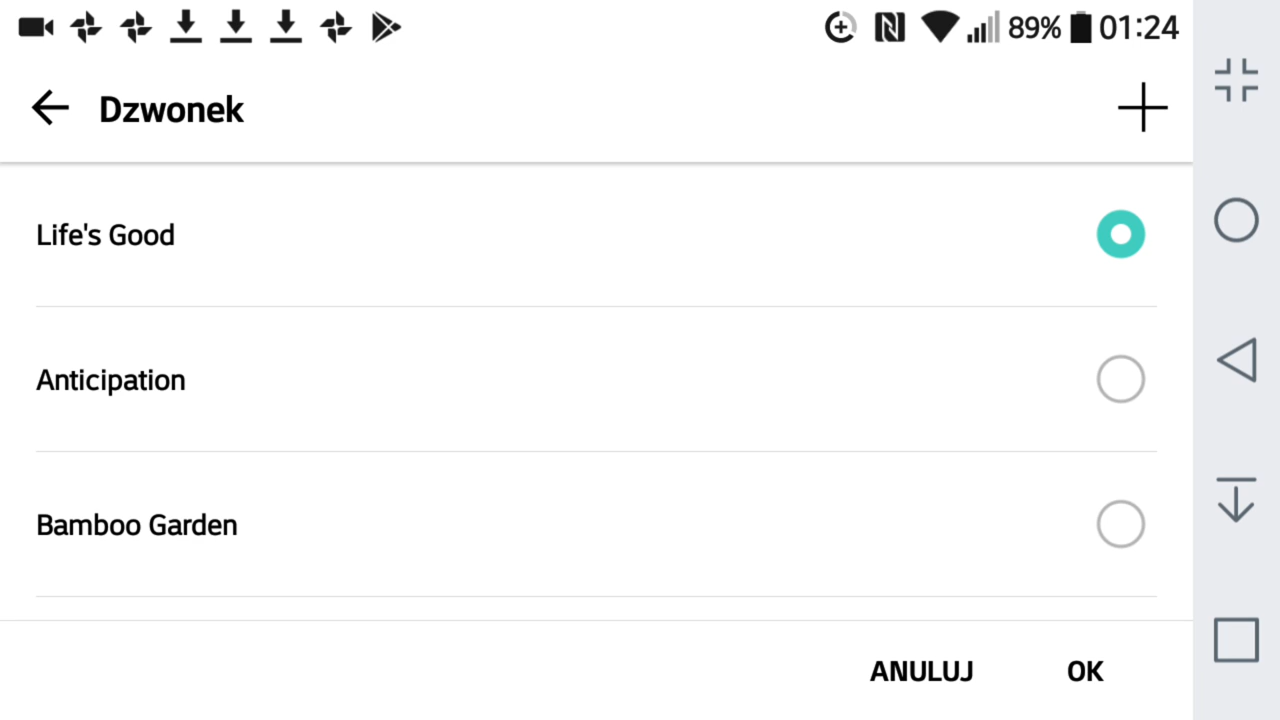 89% 01:24
Dzwonek
Life's Good
Anticipation
Bamboo Garden
ANULUJ OK